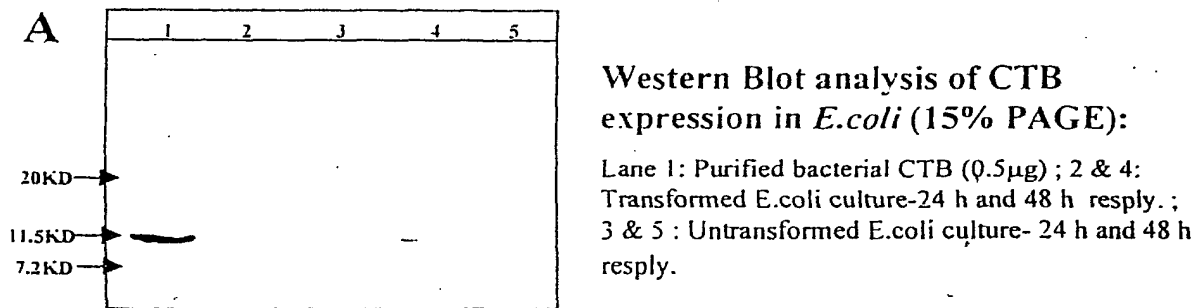 A
1 2 3 4 5
20KD
11.5KD
7.2KD
Western Blot analysis of CTB
expression in E.coli (15% PAGE):
Lane 1: Purified bacterial CTB (0.5µg) ; 2 & 4:
Transformed E.coli culture-24 h and 48 h resply. ;
3 & 5 : Untransformed E.coli culture- 24 h and 48 h
resply.